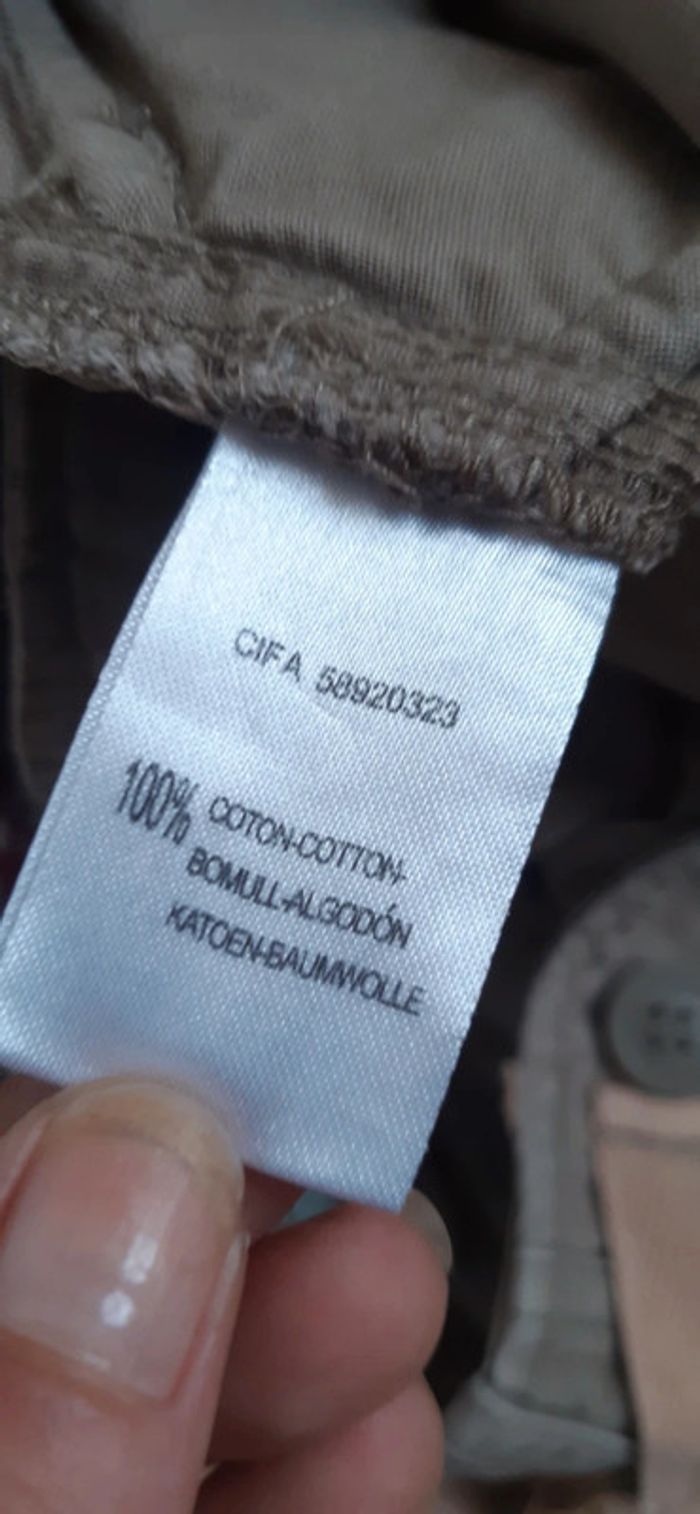 CIFA 58920323
100% COTON-COTTON-
BOMULL-ALGODÓN
KATOEN-BAUMWOLLE